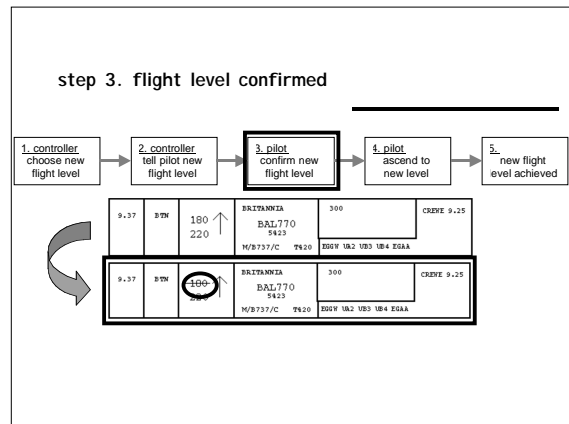 step 3. flight level confirmed
1. controller
choose new
flight level
2. controller
tell pilot new
flight level
3. pilot
confirm new
flight level
4. pilot
ascend to
new level
5.
new flight
level achieved
9.37 BTN 180 220 BRITANNIA BAL770 5423 M/B737/C T420 300 EGGW UA2 UB3 UB4 EGAA CREWE 9.25
9.37 BTN 180 220 BRITANNIA BAL770 5423 M/B737/C T420 300 EGGW UA2 UB3 UB4 EGAA CREWE 9.25